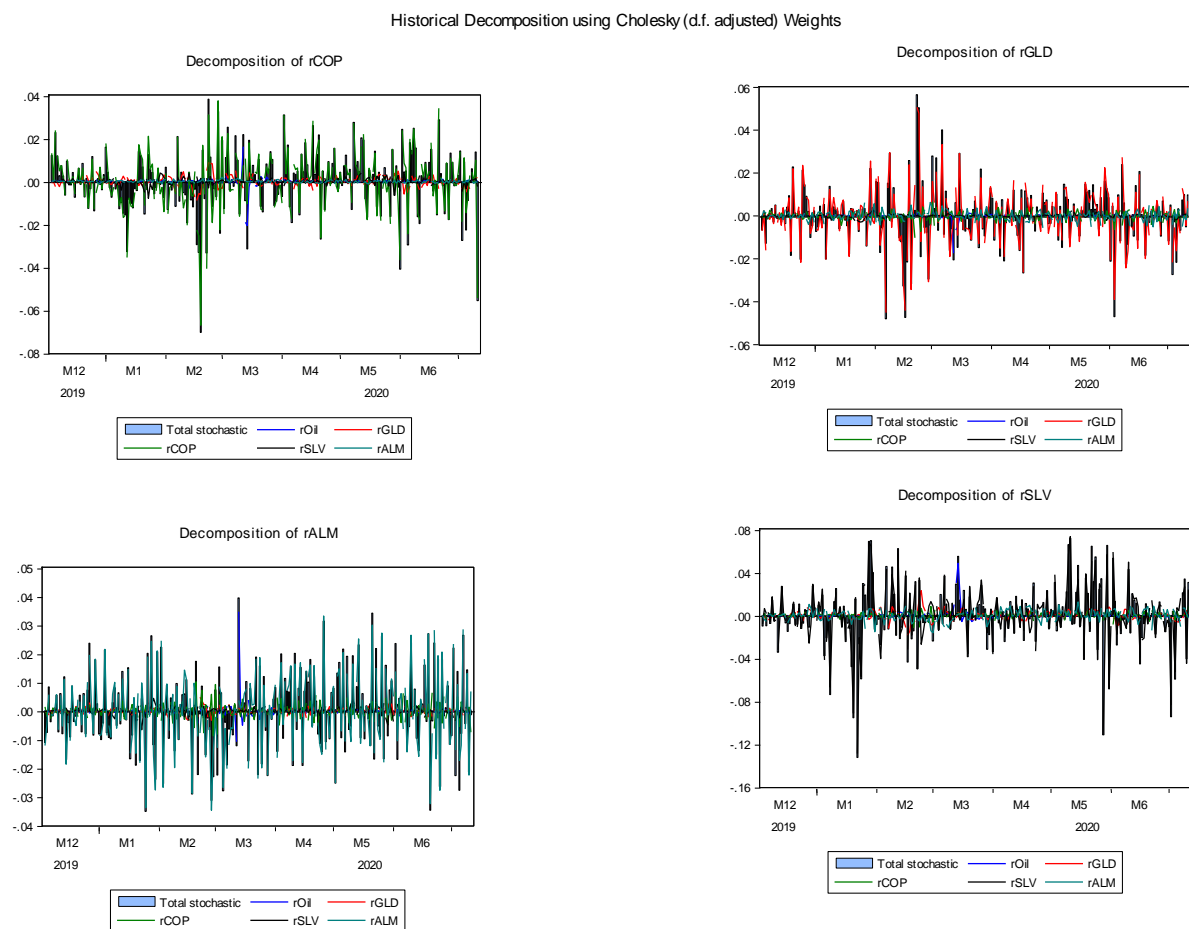 Historical Decomposition using Cholesky (d.f. adjusted) Weights
Decomposition of rCOP
.04
.02
.00
-.02
-.04
-.06
-.08
M12 M1 M2 M3 M4 M5 M6
2019 2020
Total stochastic rOil rGLD
rCOP rSLV rALM
Decomposition of rGLD
.06
.04
.02
.00
-.02
-.04
-.06
M12 M1 M2 M3 M4 M5 M6
2019 2020
Total stochastic rOil rGLD
rCOP rSLV rALM
Decomposition of rALM
.05
.04
.03
.02
.01
.00
-.01
-.02
-.03
-.04
M12 M1 M2 M3 M4 M5 M6
2019 2020
Total stochastic rOil rGLD
rCOP rSLV rALM
Decomposition of rSLV
.08
.04
.00
-.04
-.08
-.12
-.16
M12 M1 M2 M3 M4 M5 M6
2019 2020
Total stochastic rOil rGLD
rCOP rSLV rALM